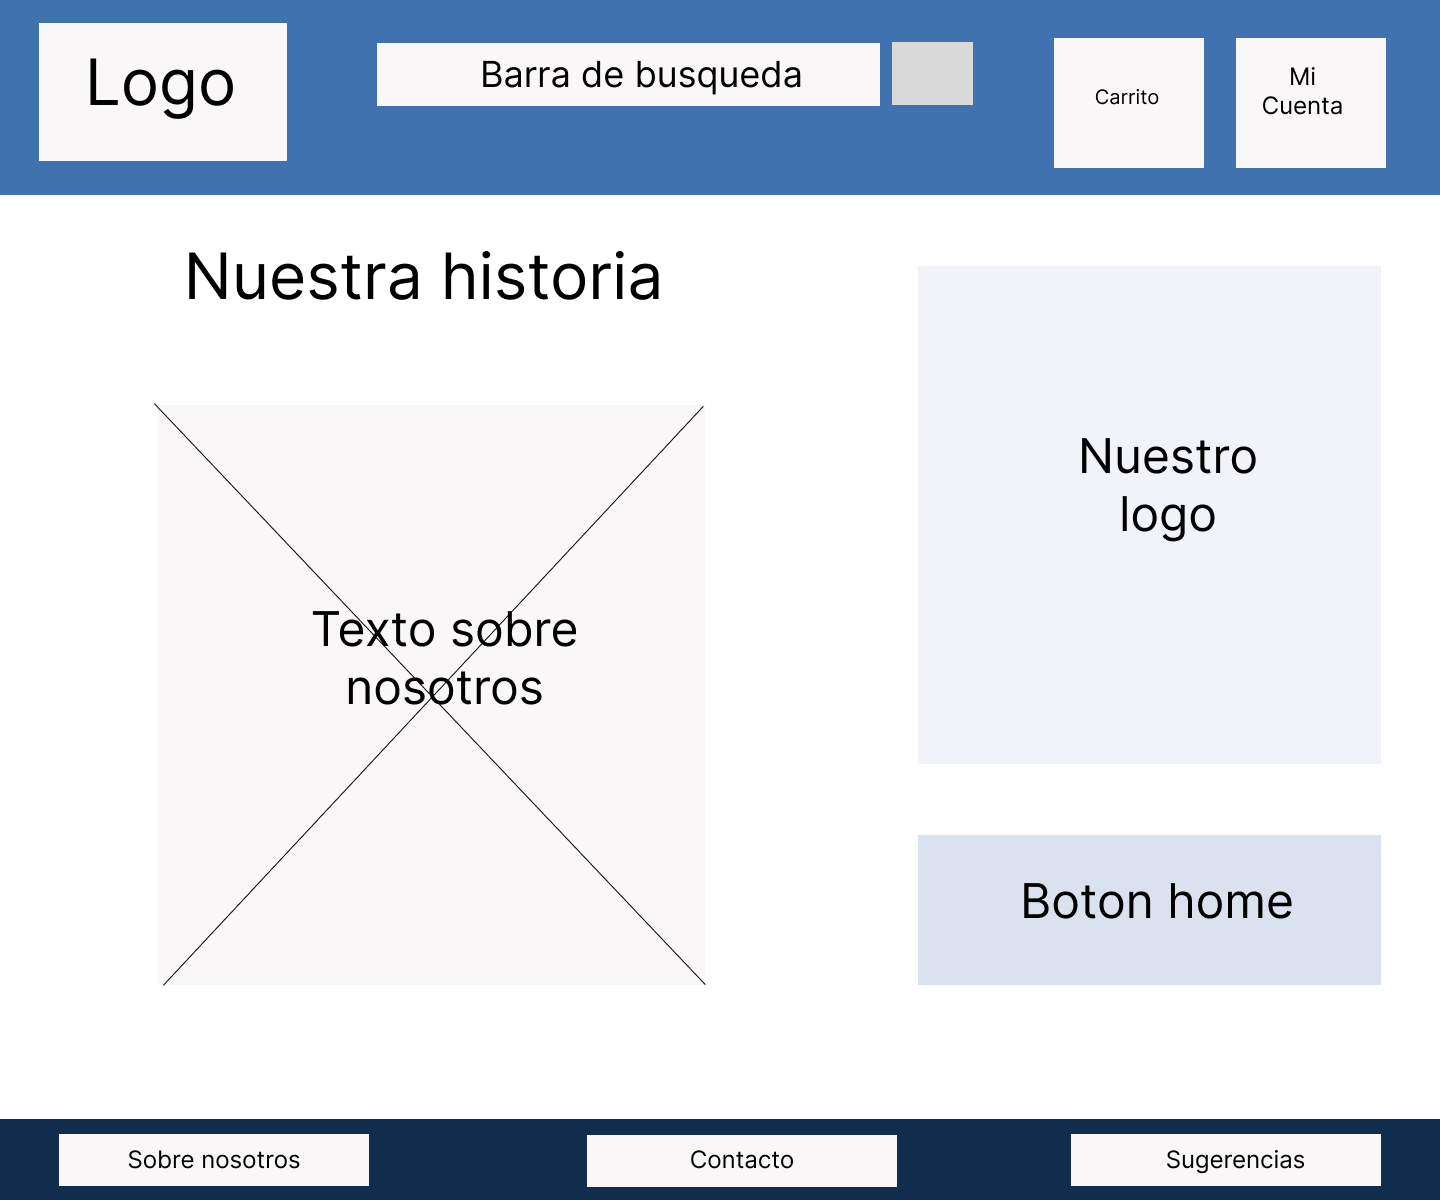 Logo
Barra de busqueda
Carrito
Mi
Cuenta
Nuestra historia
Nuestro
logo
Texto sobre
nosotros
Boton home
Sobre nosotros
Contacto
Sugerencias